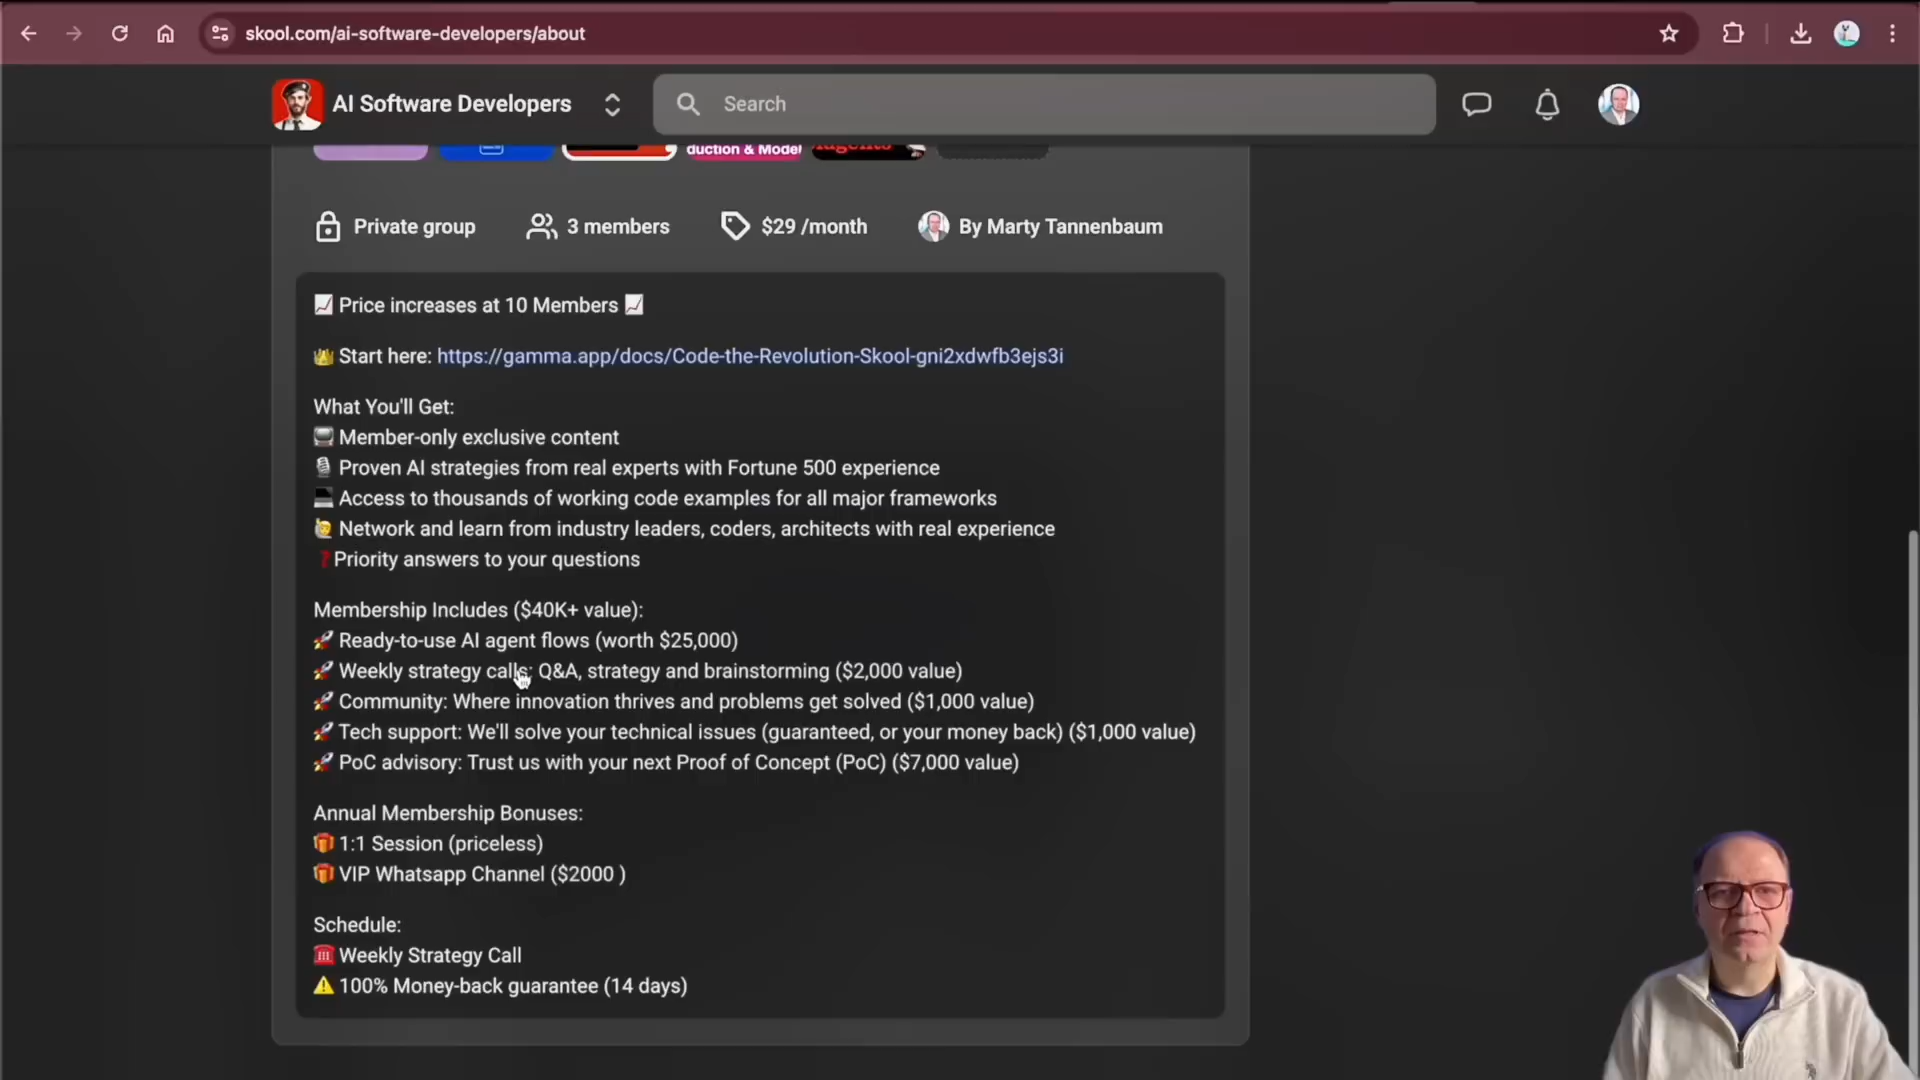 skool.com/ai-software-developers/about
AI Software Developers
Search
duction & Model
Agents
Private group
3 members
$29 /month
By Marty Tannenbaum
Price increases at 10 Members
Start here: https://gamma.app/docs/Code-the-Revolution-Skool-gni2xdwfb3ejs3i
What You'll Get:
Member-only exclusive content
Proven AI strategies from real experts with Fortune 500 experience
Access to thousands of working code examples for all major frameworks
Network and learn from industry leaders, coders, architects with real experience
❓Priority answers to your questions
Membership Includes ($40K+ value):
Ready-to-use AI agent flows (worth $25,000)
Weekly strategy calls: Q&A, strategy and brainstorming ($2,000 value)
Community: Where innovation thrives and problems get solved ($1,000 value)
Tech support: We'll solve your technical issues (guaranteed, or your money back) ($1,000 value)
PoC advisory: Trust us with your next Proof of Concept (PoC) ($7,000 value)
Annual Membership Bonuses:
1:1 Session (priceless)
VIP Whatsapp Channel ($2000 )
Schedule:
Weekly Strategy Call
100% Money-back guarantee (14 days)